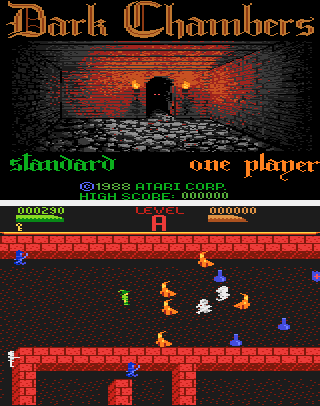 Dark Chambers
standard one player
©1988 ATARI CORP.
HIGH SCORE: 000000
000290 LEVEL 000000
A